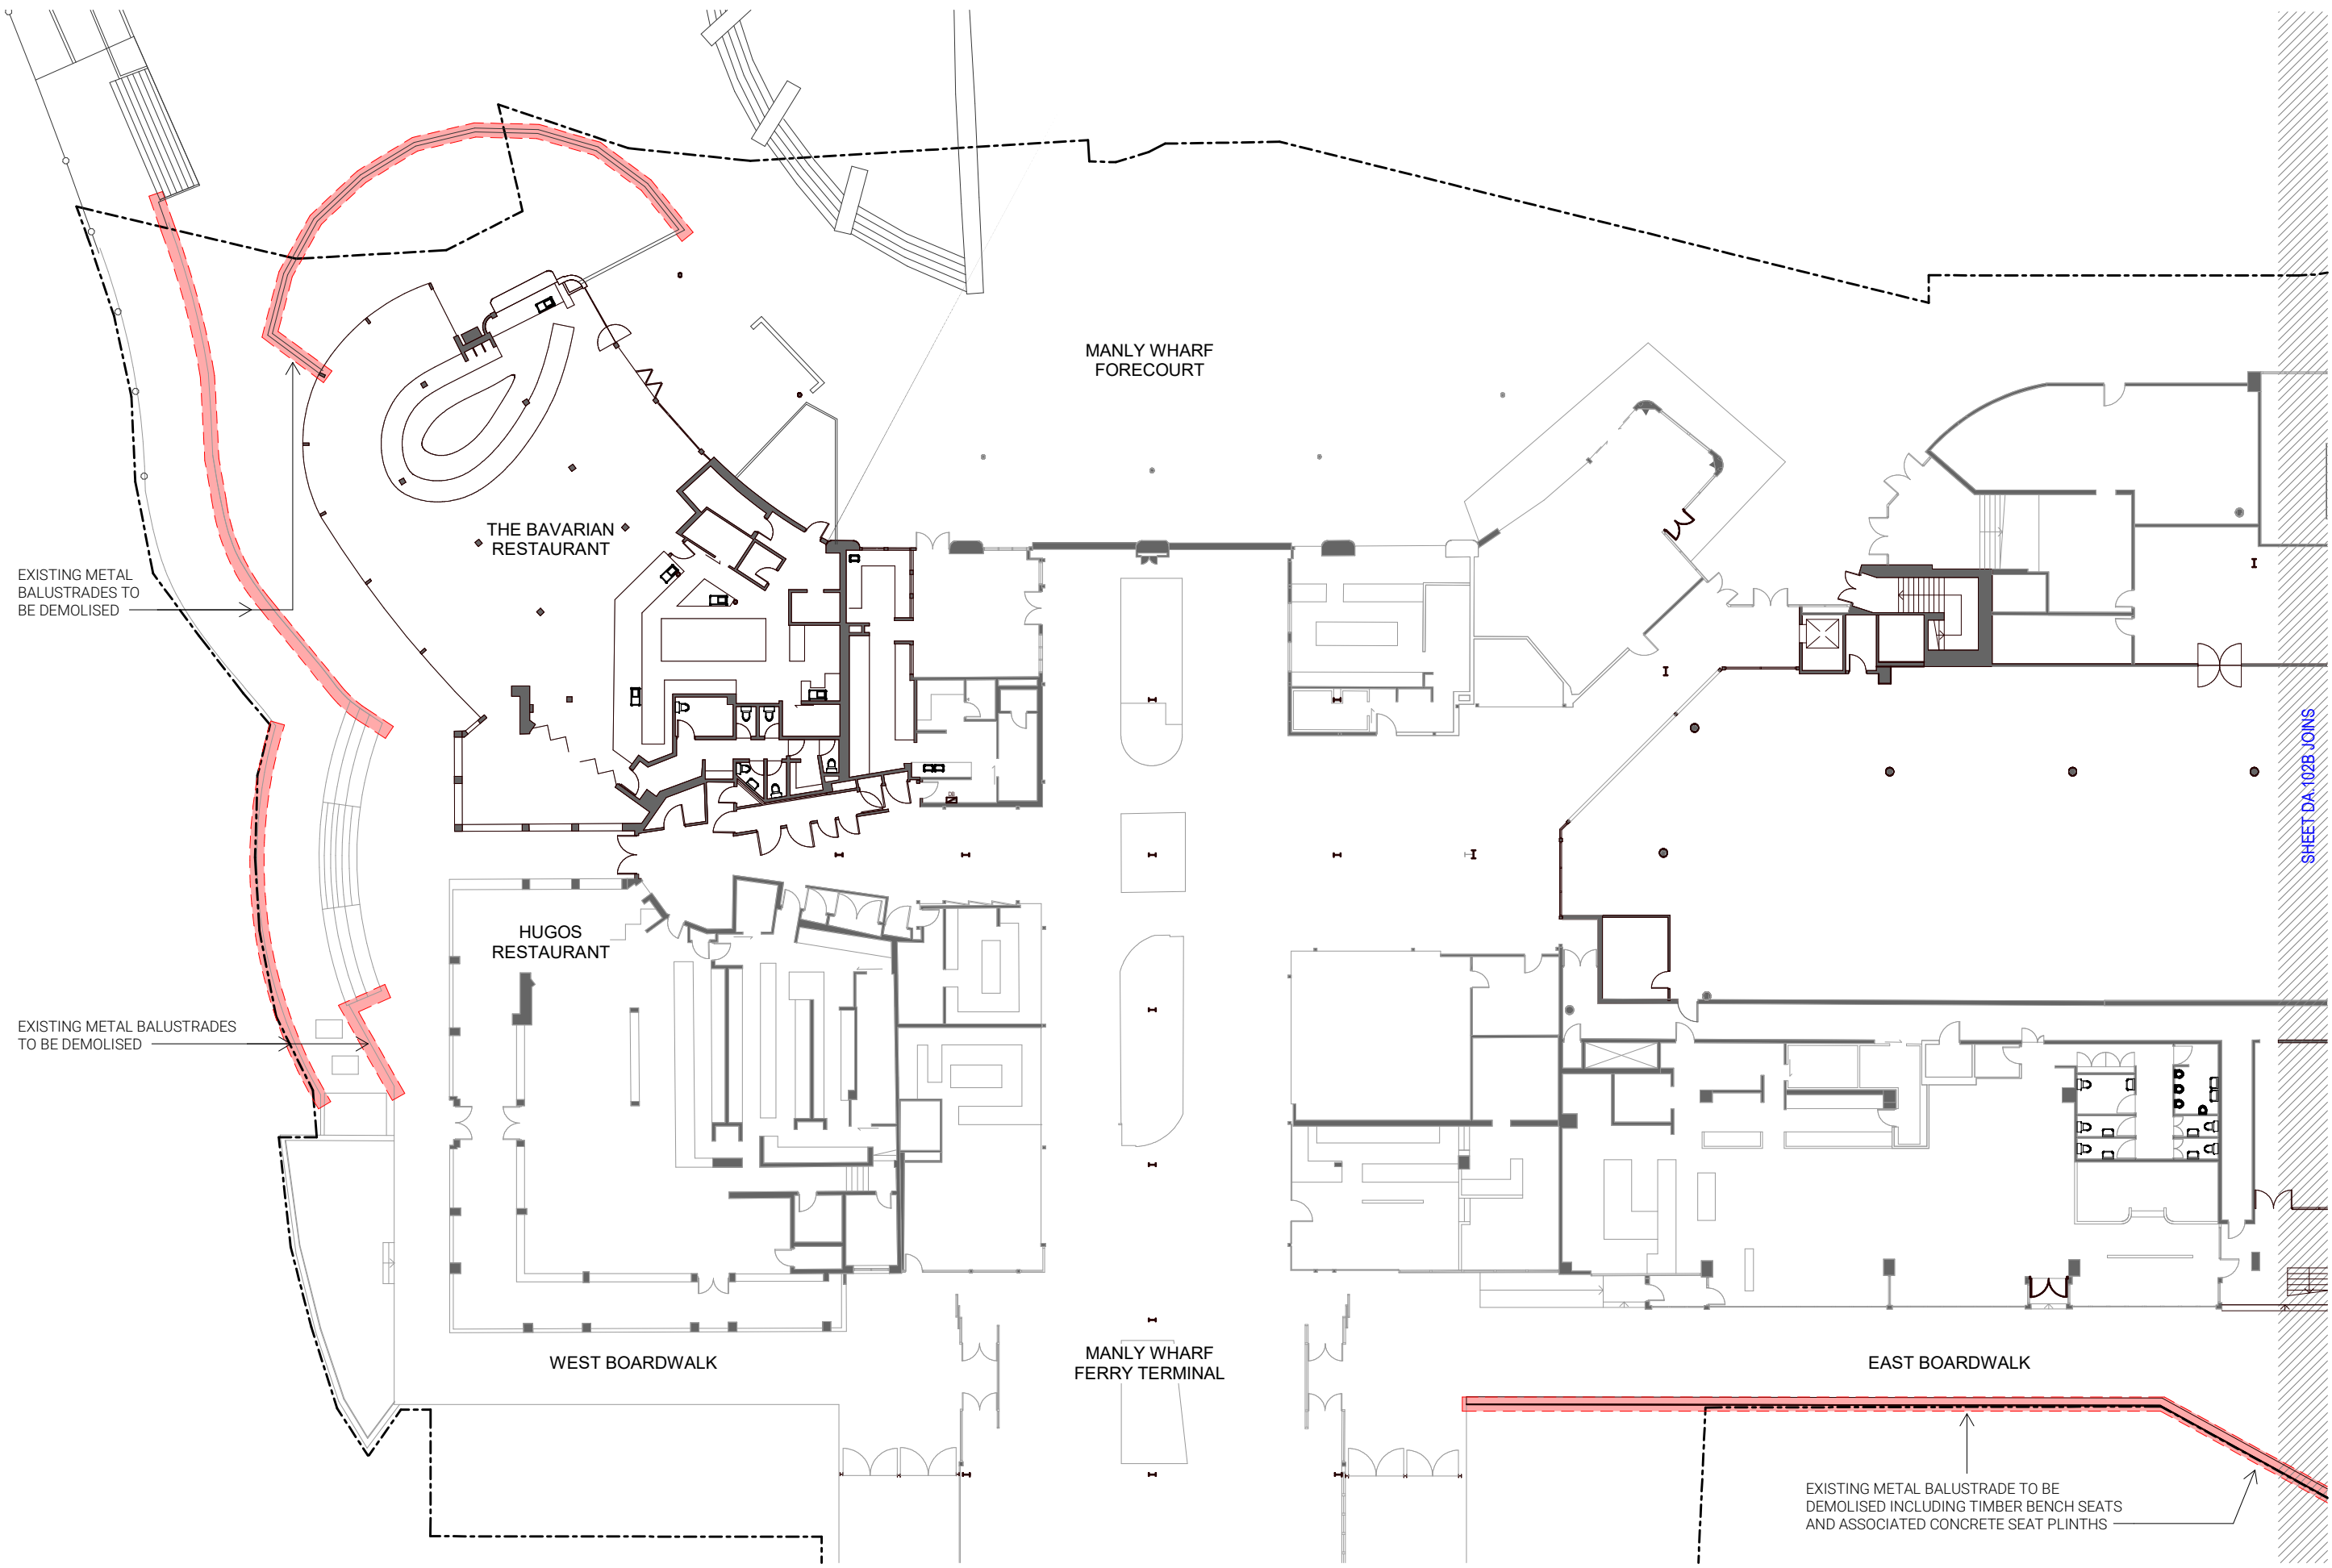 MANLY WHARF
FORECOURT
THE BAVARIAN
RESTAURANT
EXISTING METAL
BALUSTRADES TO
BE DEMOLISED
SHEET DA.102B JOINS
HUGOS
RESTAURANT
EXISTING METAL BALUSTRADES
TO BE DEMOLISED
WEST BOARDWALK
MANLY WHARF
FERRY TERMINAL
EAST BOARDWALK
EXISTING METAL BALUSTRADE TO BE
DEMOLISED INCLUDING TIMBER BENCH SEATS
AND ASSOCIATED CONCRETE SEAT PLINTHS